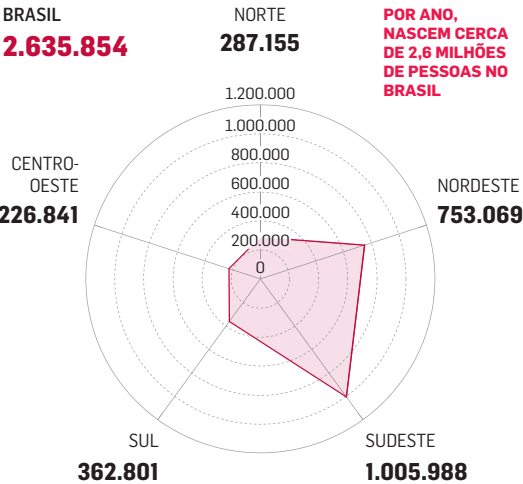 BRASIL
2.635.854
NORTE
287.155
POR ANO,
NASCEM CERCA
DE 2,6 MILHÕES
DE PESSOAS NO
BRASIL
1.200.000
1.000.000
800.000
600.000
400.000
200.000
0
CENTRO-
OESTE
226.841
NORDESTE
753.069
SUL
362.801
SUDESTE
1.005.988